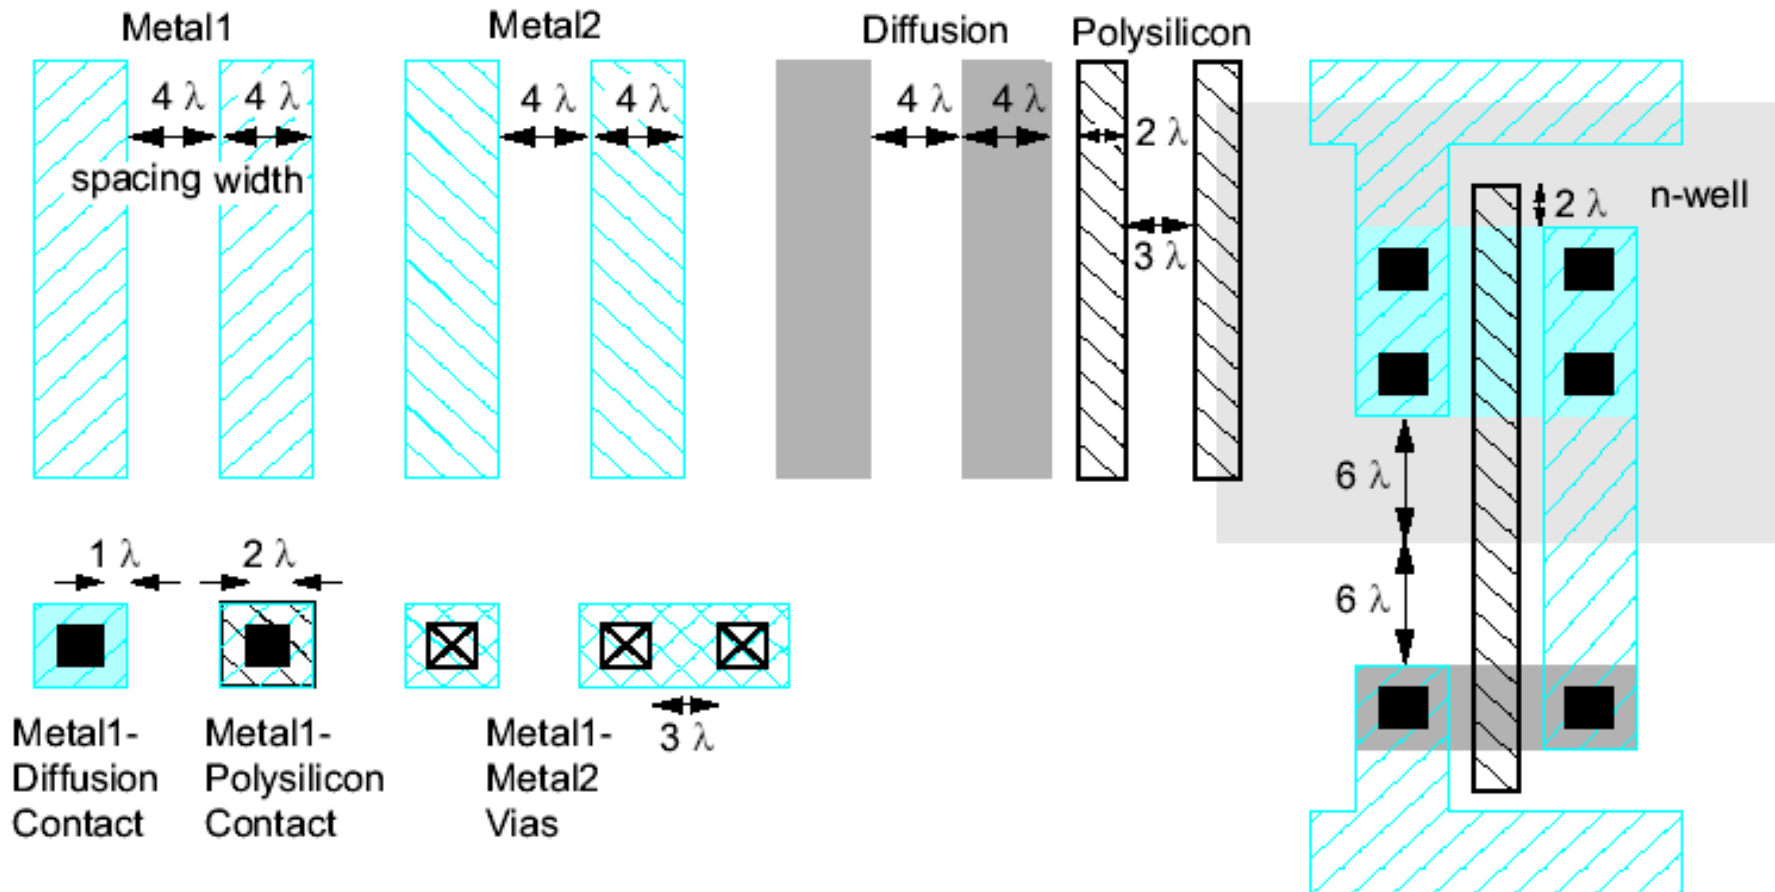 Metal1
Metal2
Diffusion
Polysilicon
4 λ
4 λ
4 λ
4 λ
4 λ
4 λ
2 λ
spacing
width
3 λ
2 λ
n-well
6 λ
6 λ
1 λ
2 λ
3 λ
Metal1-
Diffusion
Contact
Metal1-
Polysilicon
Contact
Metal1-
Metal2
Vias